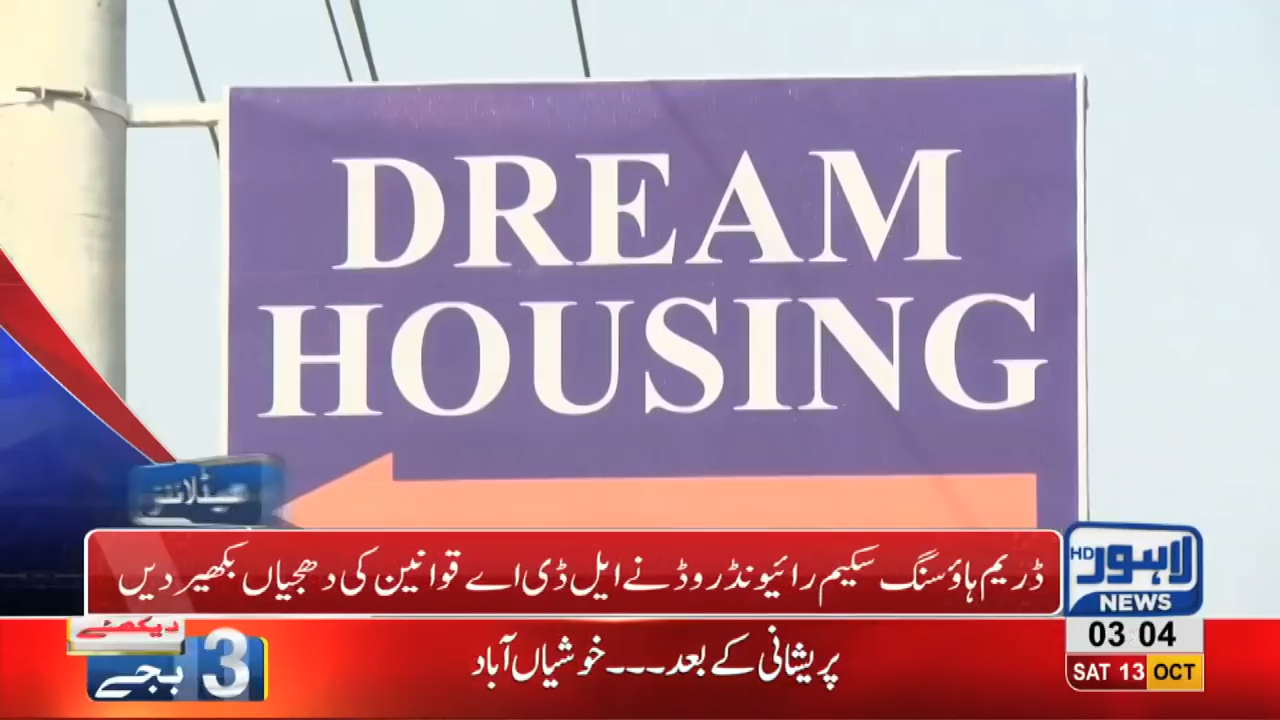 DREAM
HOUSING
ہیڈلائنز
ڈریم ہاؤسنگ سکیم رائیونڈ روڈ نے ایل ڈی اے قوانین کی دھجیاں بکھیر دیں
HD
لاہور
NEWS
دیکھئے
3 بجے
پریشانی کے بعد۔۔۔خوشیاں آباد
03 04
SAT 13 OCT